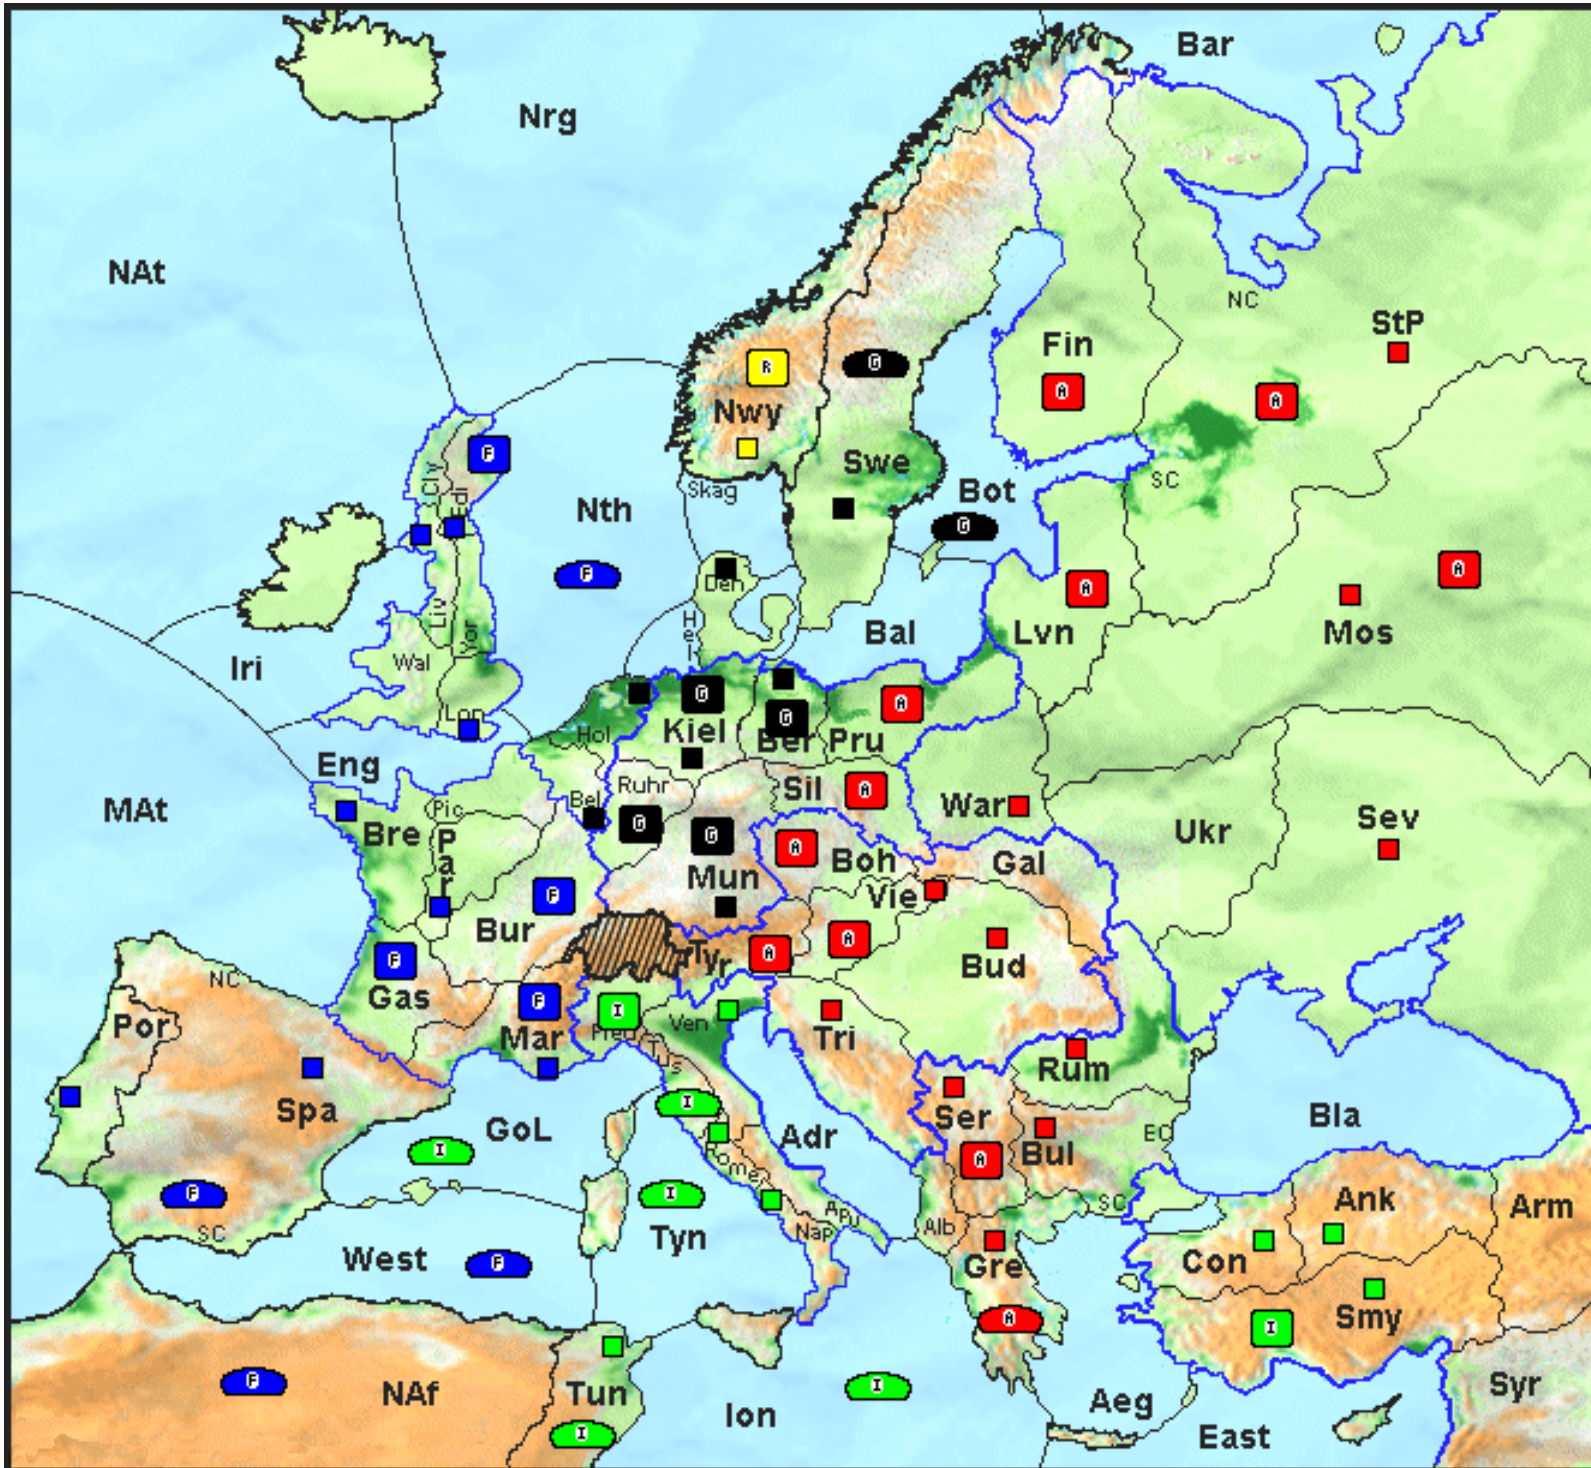 Bar
Nrg
NAt
NC
StP
Fin
R
G
A
A
Nwy
F
Cly
Edi
Swe
SC
Skag
Bot
Nth
G
F
A
A
Den
Hel
Liv
Yor
Bal
Lvn
Mos
Iri
Wal
Lon
G
A
Hol
Kiel
G
Ber
Pru
Eng
Ruhr
Sil
A
MAt
Pic
Bel
War
Bre
Par
G
G
A
Boh
Gal
Ukr
Sev
Mun
Vie
F
Bur
A
Bud
F
Tyr
A
NC
Gas
F
I
Por
Mar
Pied
Ven
Tri
Tus
Rum
Spa
I
Ser
GoL
Adr
Bla
I
Rome
A
Bul
EC
F
I
Apu
SC
Ank
Arm
SC
Tyn
Nap
Alb
West
F
Gre
Con
A
I
Smy
F
NAf
Tun
I
Ion
I
Aeg
East
Syr